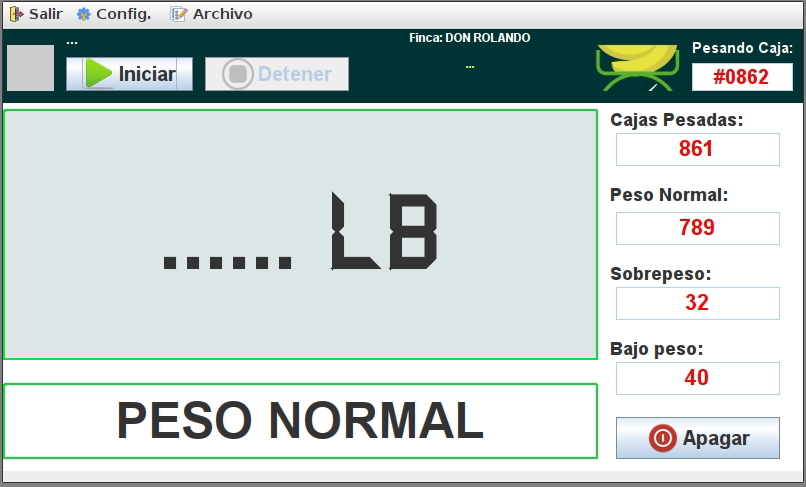 Salir Config. Archivo
...
Finca: DON ROLANDO
...
Iniciar Detener
Pesando Caja:
#0862
...... LB
PESO NORMAL
Cajas Pesadas:
861
Peso Normal:
789
Sobrepeso:
32
Bajo peso:
40
Apagar